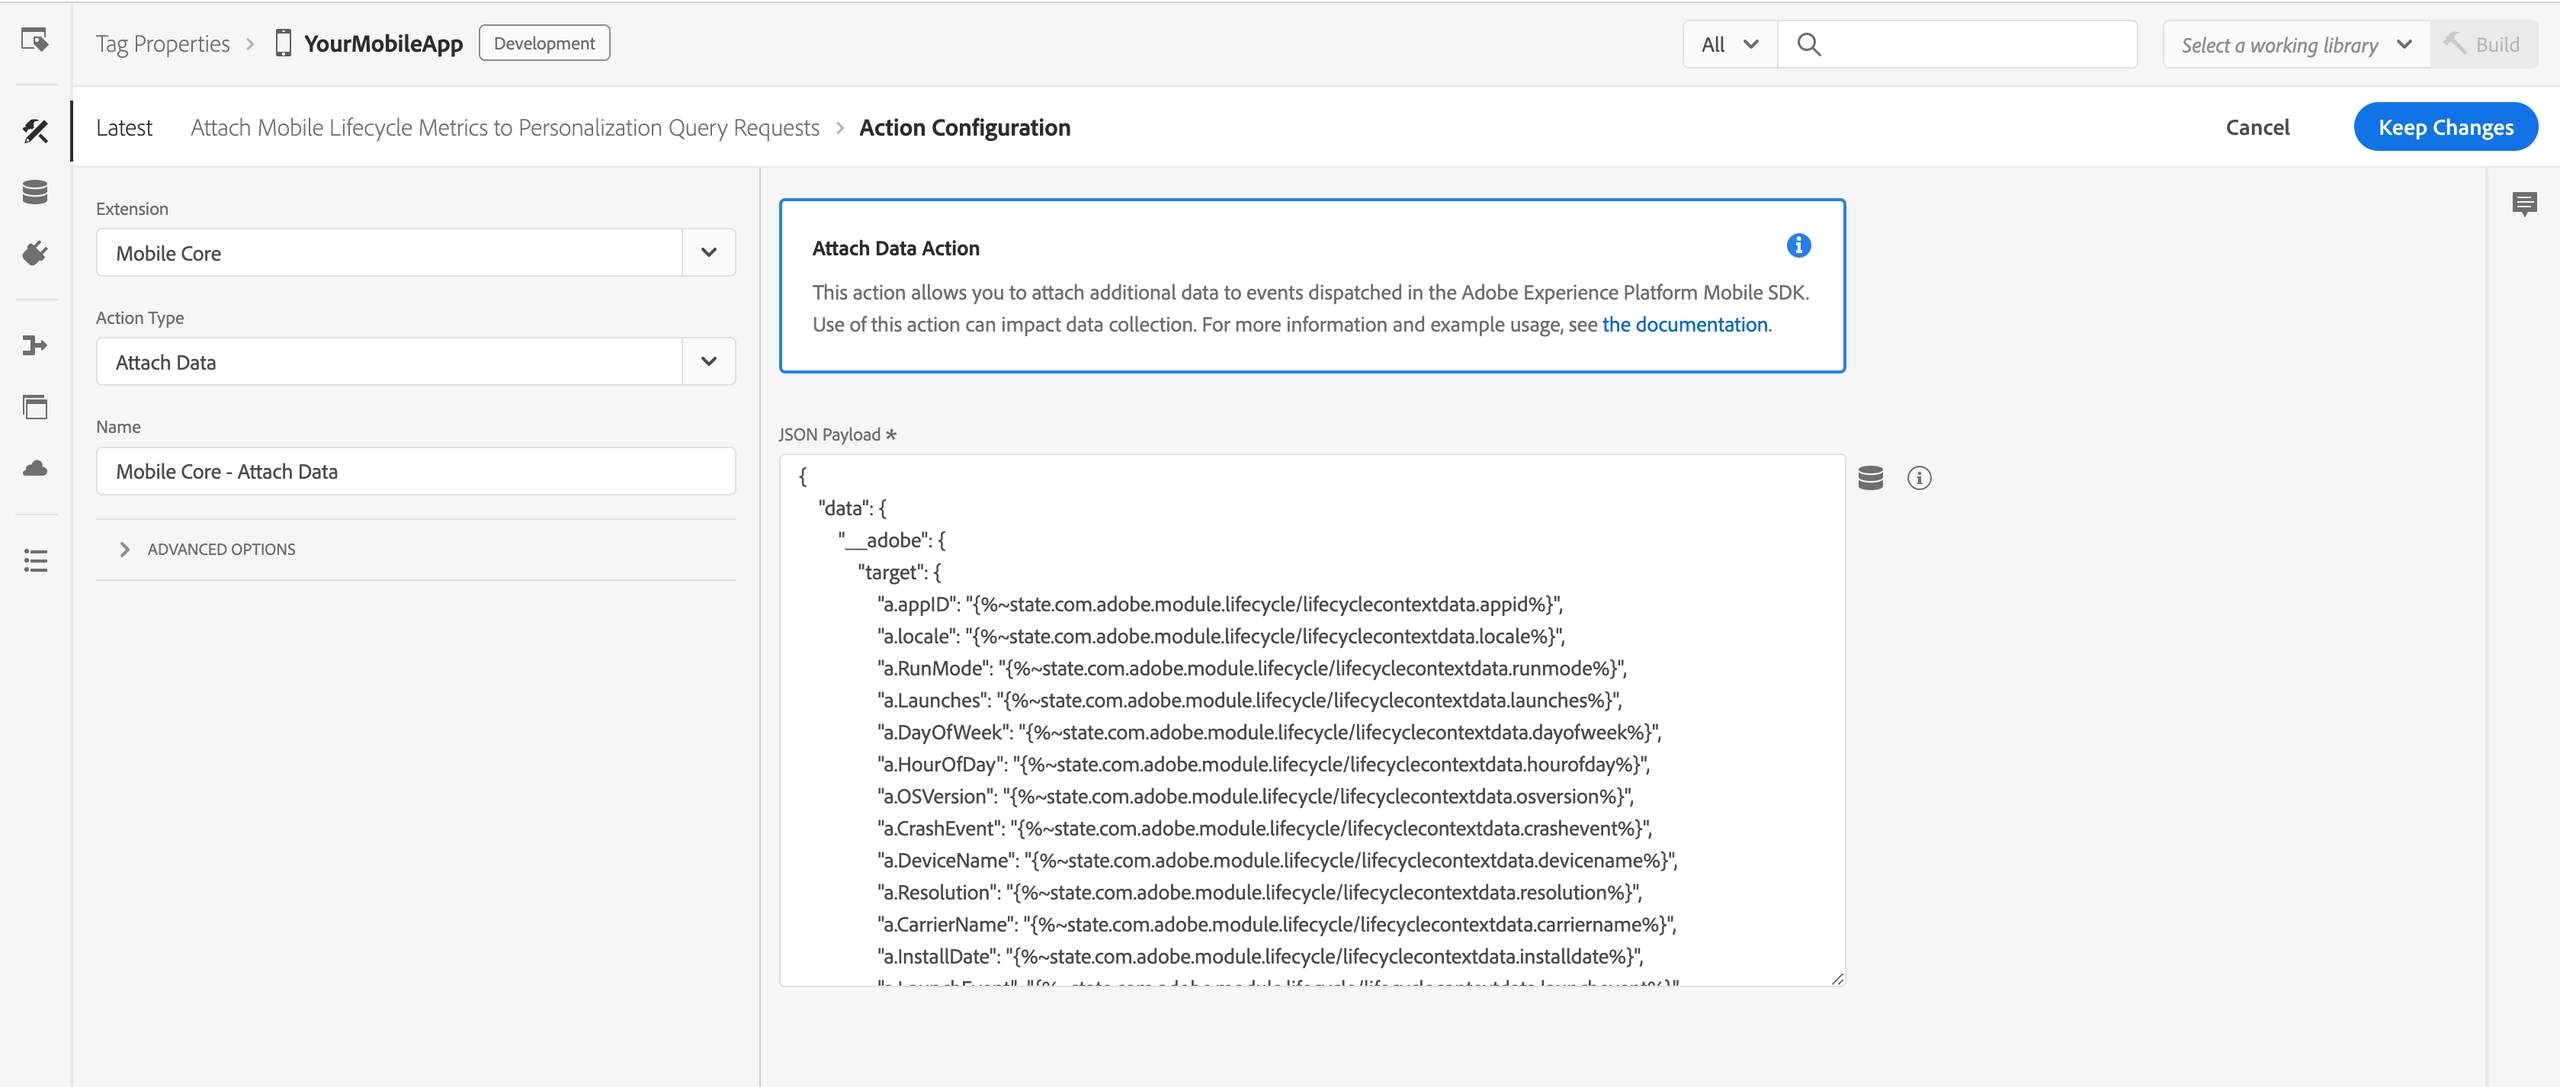 Tag Properties > YourMobileApp Development All Select a working library Build
Latest Attach Mobile Lifecycle Metrics to Personalization Query Requests > Action Configuration Cancel Keep Changes
Extension
Mobile Core
Action Type
Attach Data
Name
Mobile Core - Attach Data
ADVANCED OPTIONS
Attach Data Action
This action allows you to attach additional data to events dispatched in the Adobe Experience Platform Mobile SDK.
Use of this action can impact data collection. For more information and example usage, see the documentation.
JSON Payload *
{
"data": {
"__adobe": {
"target": {
"a.appID": "{%~state.com.adobe.module.lifecycle/lifecyclecontextdata.appid%}",
"a.locale": "{%~state.com.adobe.module.lifecycle/lifecyclecontextdata.locale%}",
"a.RunMode": "{%~state.com.adobe.module.lifecycle/lifecyclecontextdata.runmode%}",
"a.Launches": "{%~state.com.adobe.module.lifecycle/lifecyclecontextdata.launches%}",
"a.DayOfWeek": "{%~state.com.adobe.module.lifecycle/lifecyclecontextdata.dayofweek%}",
"a.HourOfDay": "{%~state.com.adobe.module.lifecycle/lifecyclecontextdata.hourofday%}",
"a.OSVersion": "{%~state.com.adobe.module.lifecycle/lifecyclecontextdata.osversion%}",
"a.CrashEvent": "{%~state.com.adobe.module.lifecycle/lifecyclecontextdata.crashevent%}",
"a.DeviceName": "{%~state.com.adobe.module.lifecycle/lifecyclecontextdata.devicename%}",
"a.Resolution": "{%~state.com.adobe.module.lifecycle/lifecyclecontextdata.resolution%}",
"a.CarrierName": "{%~state.com.adobe.module.lifecycle/lifecyclecontextdata.carriername%}",
"a.InstallDate": "{%~state.com.adobe.module.lifecycle/lifecyclecontextdata.installdate%}",